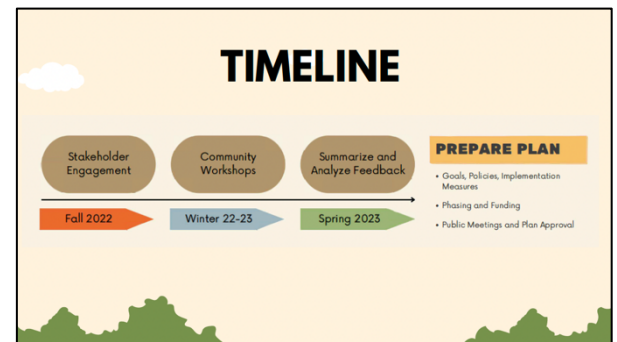 TIMELINE
Stakeholder
Engagement
Community
Workshops
Summarize and
Analyze Feedback
Fall 2022
Winter 22-23
Spring 2023
PREPARE PLAN
• Goals, Policies, Implementation
Measures
• Phasing and Funding
• Public Meetings and Plan Approval